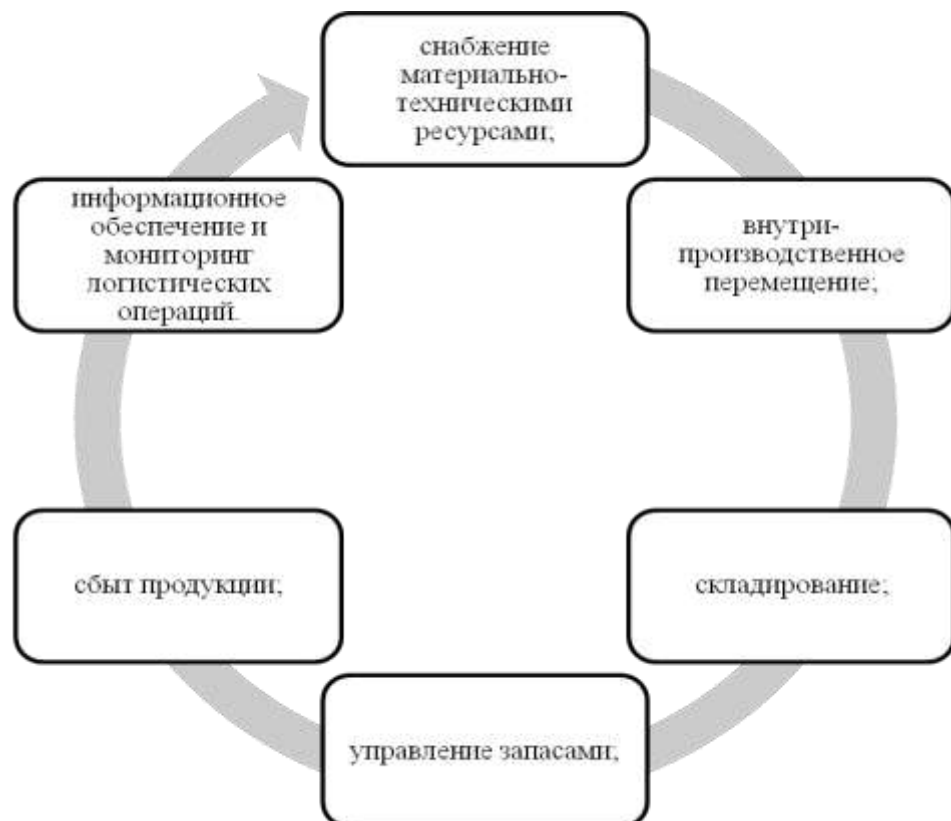 снабжение
материально-
техническими
ресурсами;
внутри-
производственное
перемещение;
складирование;
управление запасами;
сбыт продукции;
информационное
обеспечение и
мониторинг
логистических
операций.